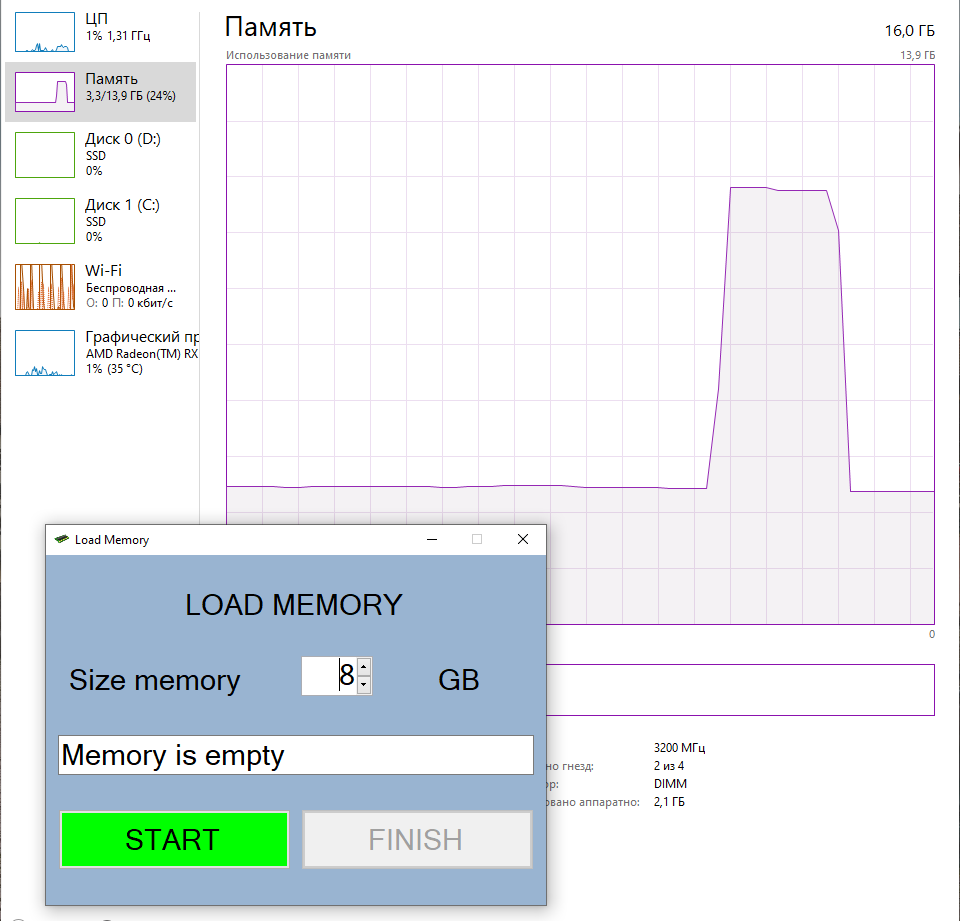 ЦП
1% 1,31 ГГц
Память
3,3/13,9 ГБ (24%)
Диск 0 (D:)
SSD
0%
Диск 1 (C:)
SSD
0%
Wi-Fi
Беспроводная ...
О: 0 П: 0 кбит/с
Графический пр
AMD Radeon(TM) RX
1% (35 °C)
Память
16,0 ГБ
Использование памяти
13,9 ГБ
0
Load Memory
LOAD MEMORY
Size memory
8
GB
Memory is empty
START
FINISH
3200 МГц
но гнезд:
2 из 4
ор:
DIMM
овано аппаратно:
2,1 ГБ